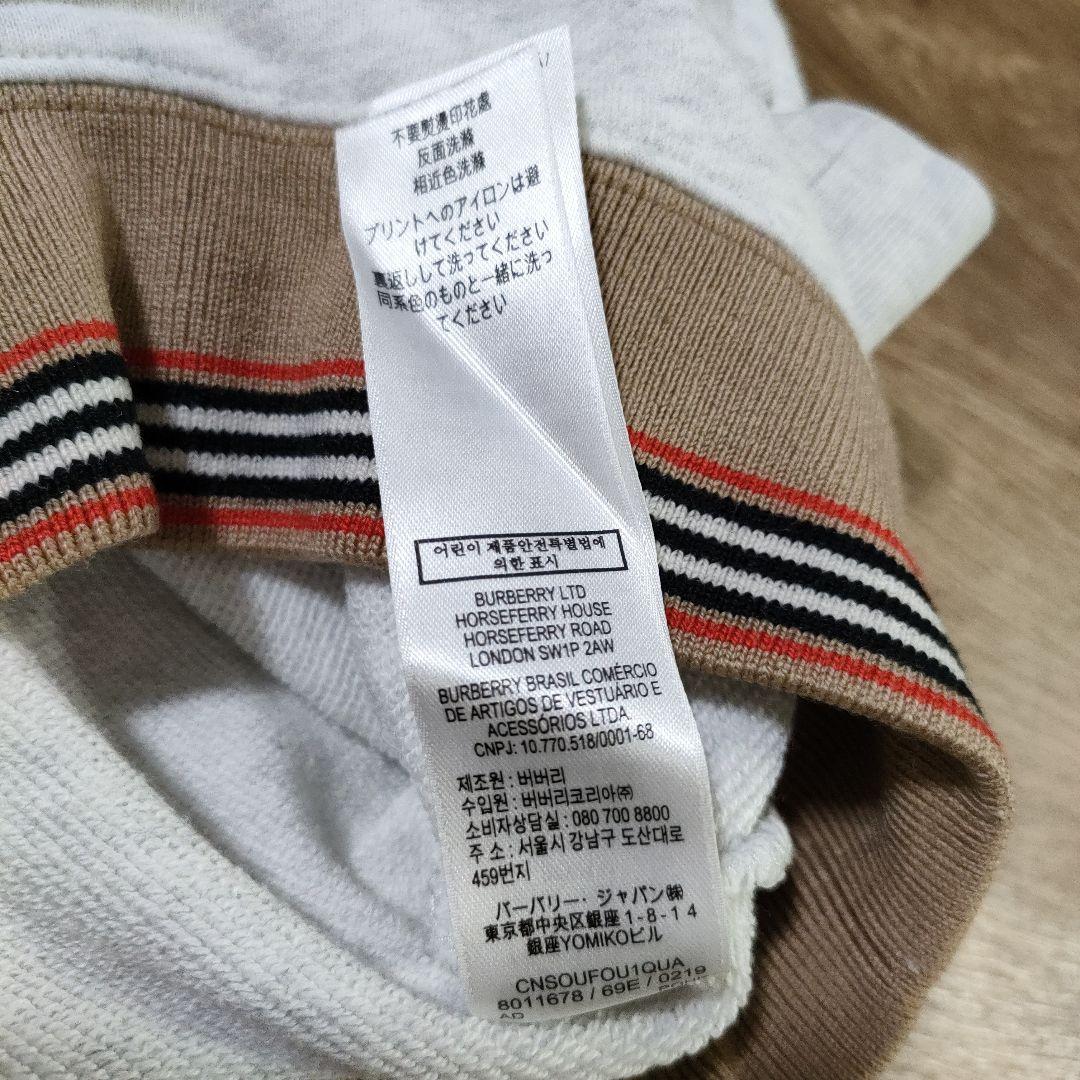 不要熨燙印花處
反面洗滌
相近色洗滌
プリントへのアイロンは避
けてください
裏返しして洗ってください
同系色のものと一緒に洗っ
てください
어린이 제품안전특별법에
의한 표시
BURBERRY LTD
HORSEFERRY HOUSE
HORSEFERRY ROAD
LONDON SW1P 2AW
BURBERRY BRASIL COMÉRCIO
DE ARTIGOS DE VESTUÁRIO E
ACESSÓRIOS LTDA
CNPJ: 10.770.518/0001-68
제조원 : 버버리
수입원 : 버버리코리아㈜
소비자상담실 : 080 700 8800
주 소 : 서울시 강남구 도산대로
459번지
バーバリー・ジャパン㈱
東京都中央区銀座1-8-14
銀座YOMIKOビル
CNSOUFOU1QUA
8011678 / 69E / 0219